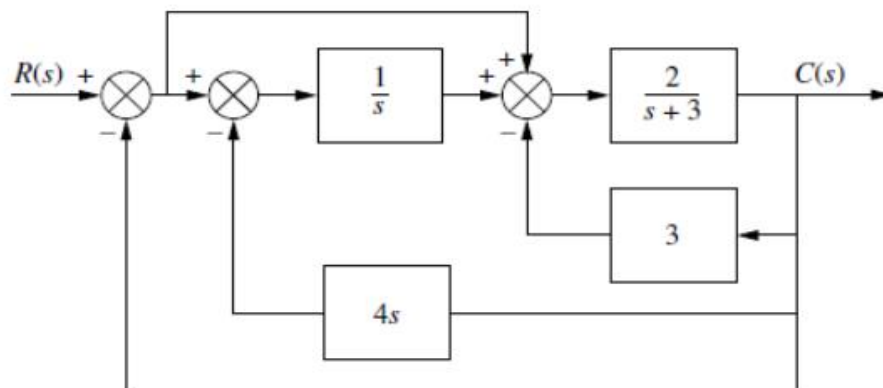 R(s) + − + − 1/s + + − 2/(s + 3) C(s)
3
4s